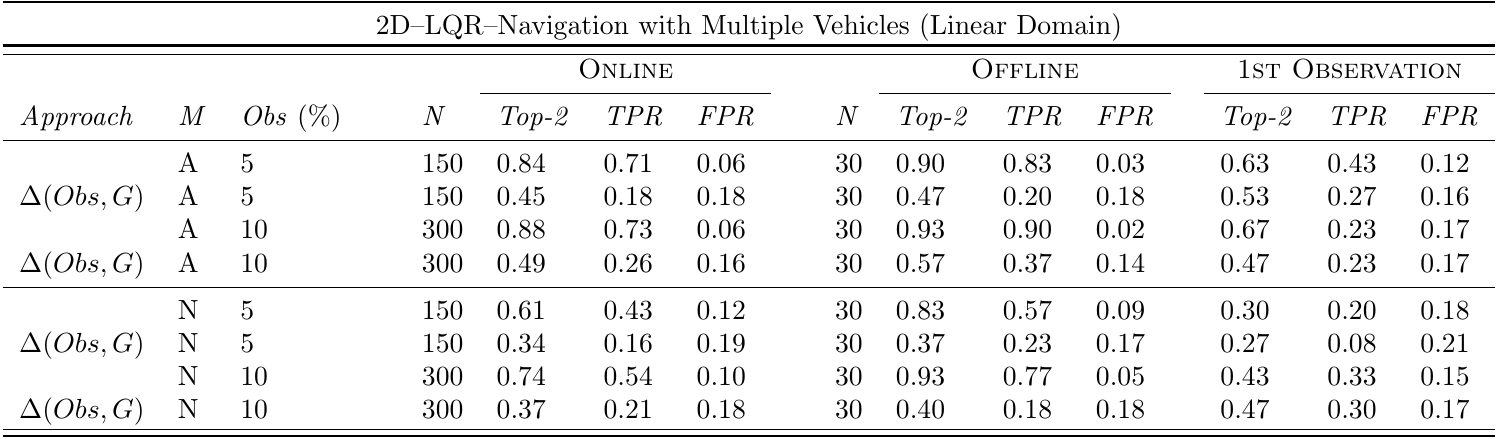 2D–LQR–Navigation with Multiple Vehicles (Linear Domain)
Online Offline 1st Observation
Approach M Obs (%) N Top-2 TPR FPR N Top-2 TPR FPR Top-2 TPR FPR
A 5 150 0.84 0.71 0.06 30 0.90 0.83 0.03 0.63 0.43 0.12
Δ(Obs, G) A 5 150 0.45 0.18 0.18 30 0.47 0.20 0.18 0.53 0.27 0.16
A 10 300 0.88 0.73 0.06 30 0.93 0.90 0.02 0.67 0.23 0.17
Δ(Obs, G) A 10 300 0.49 0.26 0.16 30 0.57 0.37 0.14 0.47 0.23 0.17
N 5 150 0.61 0.43 0.12 30 0.83 0.57 0.09 0.30 0.20 0.18
Δ(Obs, G) N 5 150 0.34 0.16 0.19 30 0.37 0.23 0.17 0.27 0.08 0.21
N 10 300 0.74 0.54 0.10 30 0.93 0.77 0.05 0.43 0.33 0.15
Δ(Obs, G) N 10 300 0.37 0.21 0.18 30 0.40 0.18 0.18 0.47 0.30 0.17